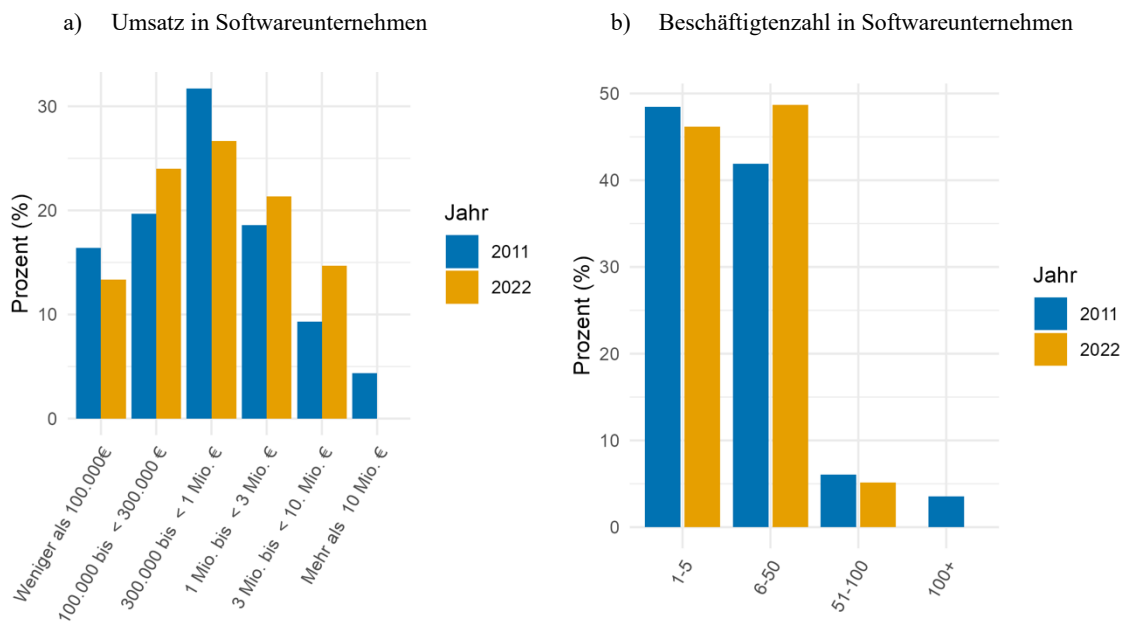 a) Umsatz in Softwareunternehmen
Prozent (%)
30
20
10
0
Weniger als 100.000€
100.000 bis < 300.000 €
300.000 bis < 1 Mio. €
1 Mio. bis < 3 Mio. €
3 Mio. bis < 10. Mio. €
Mehr als 10 Mio. €
Jahr
2011
2022
b) Beschäftigtenzahl in Softwareunternehmen
Prozent (%)
50
40
30
20
10
0
1-5
6-50
51-100
100+
Jahr
2011
2022